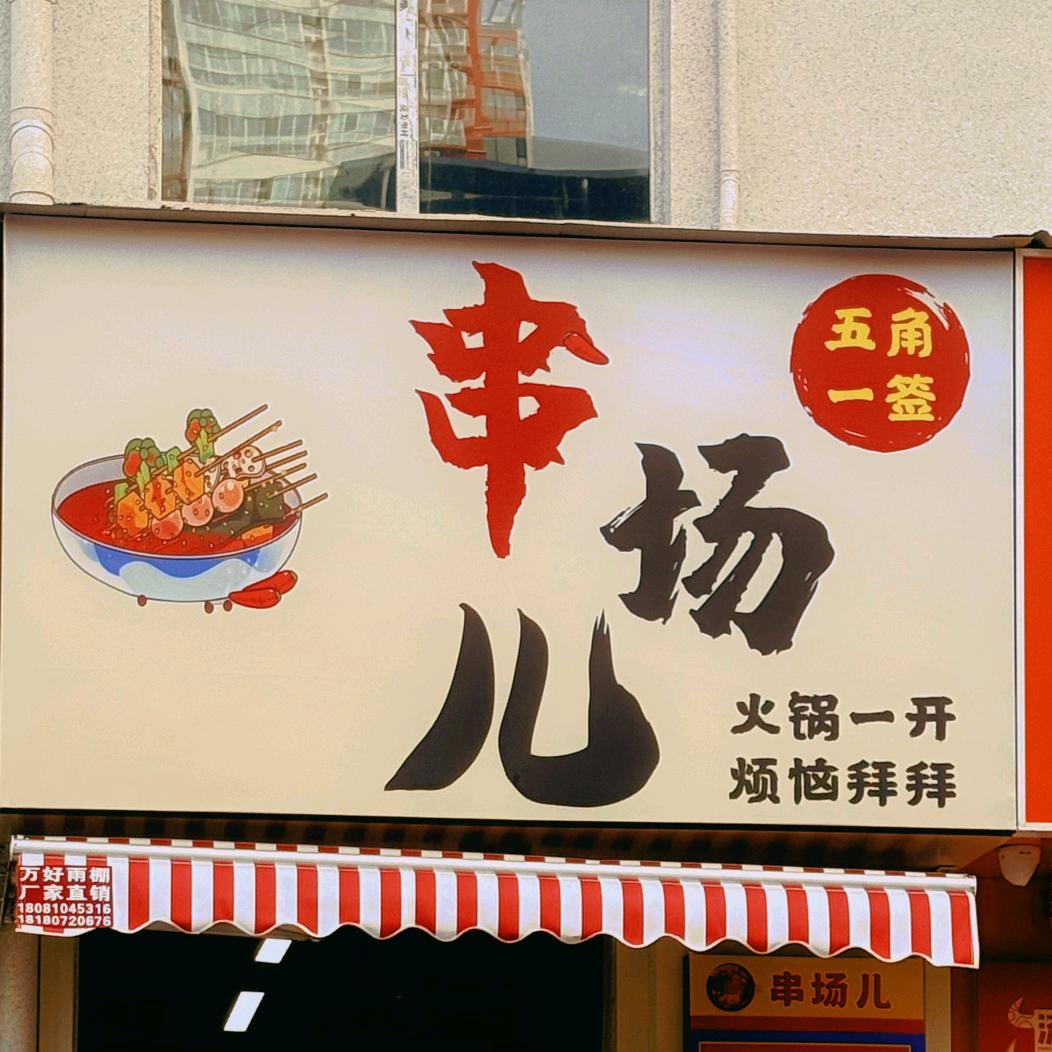 串场儿
五角
一签
火锅一开
烦恼拜拜
万好雨棚
厂家直销
18081045316
18180720676
串场儿